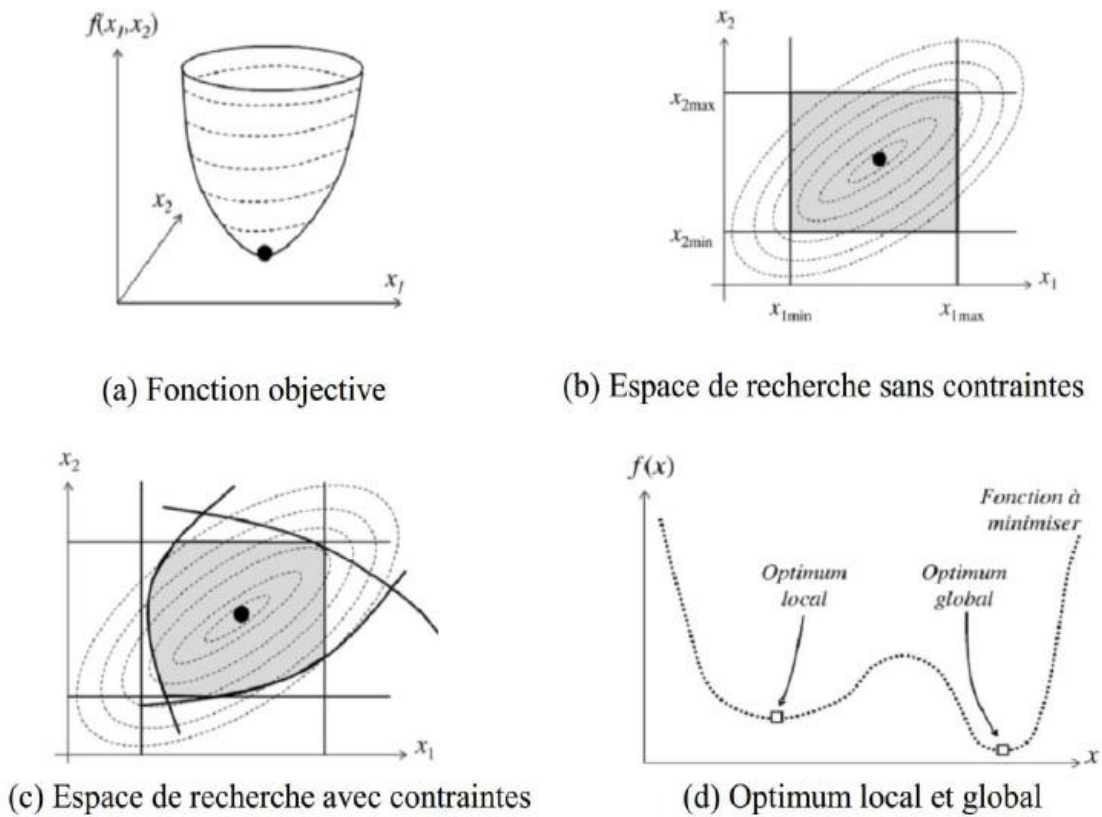 f(x₁,x₂)
x₂
x₁
(a) Fonction objective
x₂
x₂max
x₂min
x₁
x₁min
x₁max
(b) Espace de recherche sans contraintes
x₂
x₁
(c) Espace de recherche avec contraintes
f(x)
Fonction à
minimiser
Optimum
local
Optimum
global
x
(d) Optimum local et global